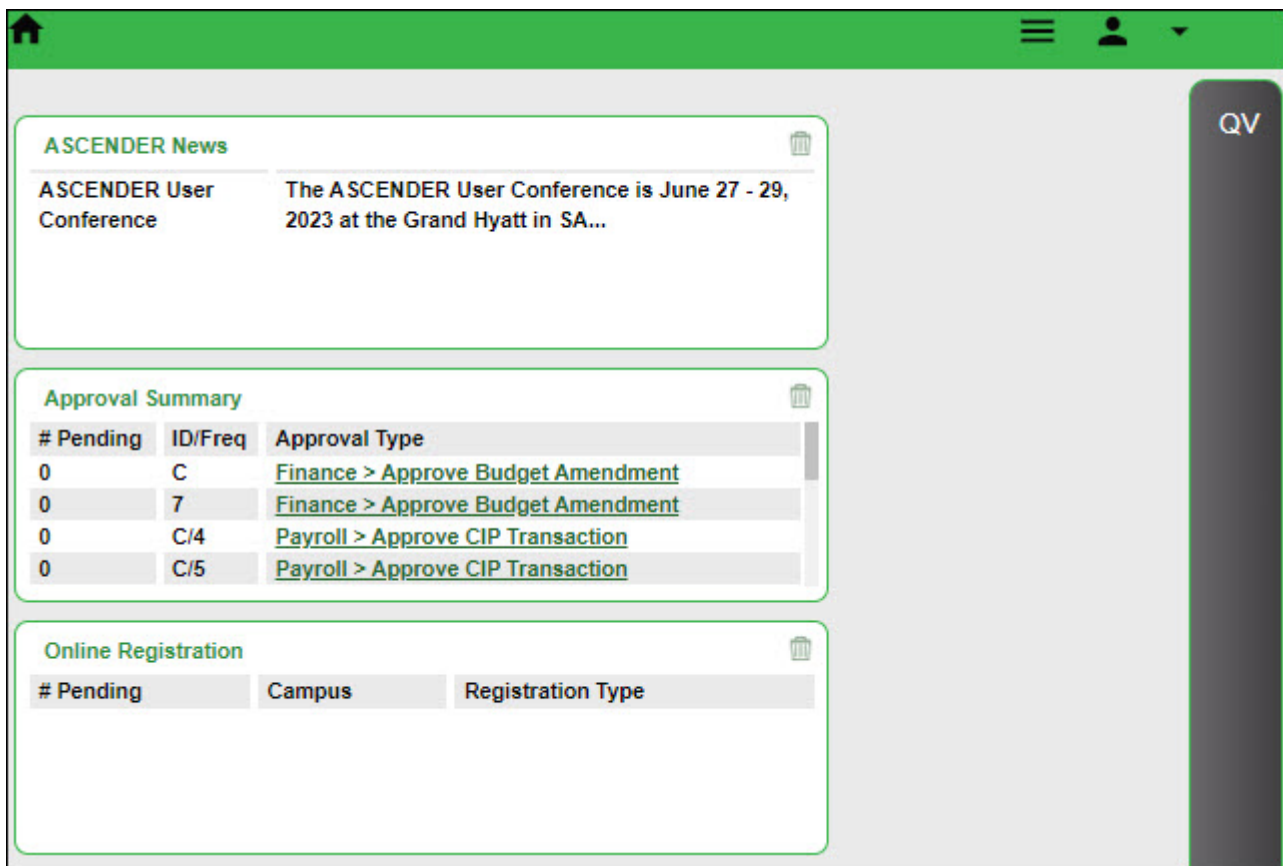 QV
ASCENDER News
ASCENDER User Conference The ASCENDER User Conference is June 27 - 29,
2023 at the Grand Hyatt in SA...
Approval Summary
# Pending ID/Freq Approval Type
0 C Finance > Approve Budget Amendment
0 7 Finance > Approve Budget Amendment
0 C/4 Payroll > Approve CIP Transaction
0 C/5 Payroll > Approve CIP Transaction
Online Registration
# Pending Campus Registration Type